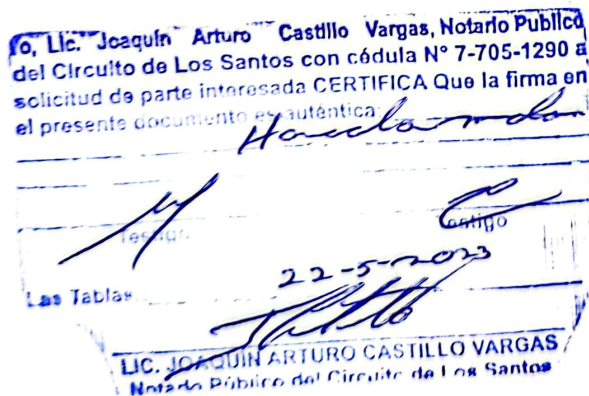 Yo, Lic. Joaquín Arturo Castillo Vargas, Notario Publico
del Circuito de Los Santos con cédula N° 7-705-1290 a
solicitud de parte interesada CERTIFICA Que la firma en
el presente documento es auténtica
Testigo Testigo
22-5-2023
Las Tablas
LIC. JOAQUÍN ARTURO CASTILLO VARGAS
Notario Público del Circuito de Los Santos